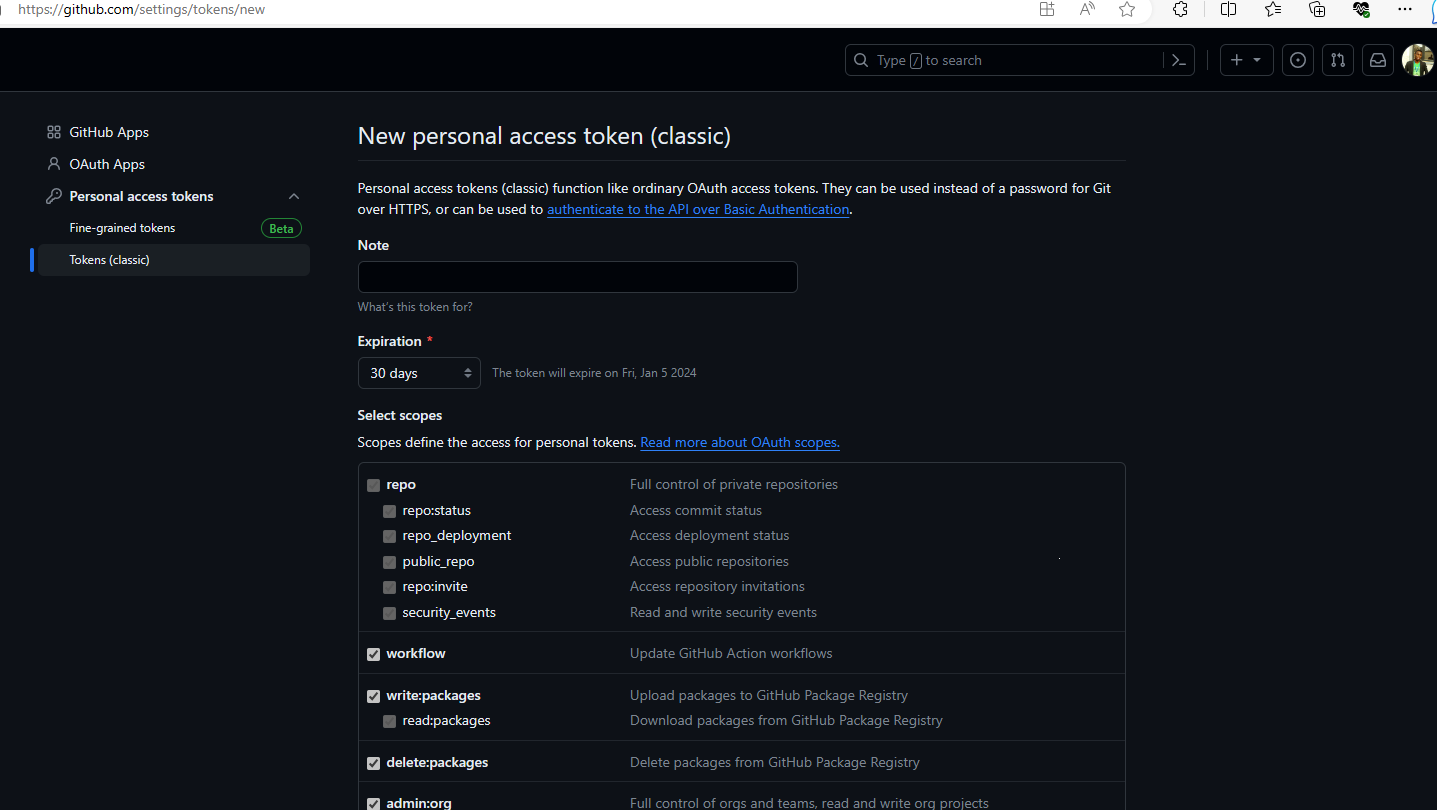 https://github.com/settings/tokens/new
Type / to search
GitHub Apps
OAuth Apps
Personal access tokens
Fine-grained tokens Beta
Tokens (classic)
New personal access token (classic)
Personal access tokens (classic) function like ordinary OAuth access tokens. They can be used instead of a password for Git
over HTTPS, or can be used to authenticate to the API over Basic Authentication.
Note
What's this token for?
Expiration *
30 days The token will expire on Fri, Jan 5 2024
Select scopes
Scopes define the access for personal tokens. Read more about OAuth scopes.
repo Full control of private repositories
repo:status Access commit status
repo_deployment Access deployment status
public_repo Access public repositories
repo:invite Access repository invitations
security_events Read and write security events
workflow Update GitHub Action workflows
write:packages Upload packages to GitHub Package Registry
read:packages Download packages from GitHub Package Registry
delete:packages Delete packages from GitHub Package Registry
admin:org Full control of orgs and teams, read and write org projects